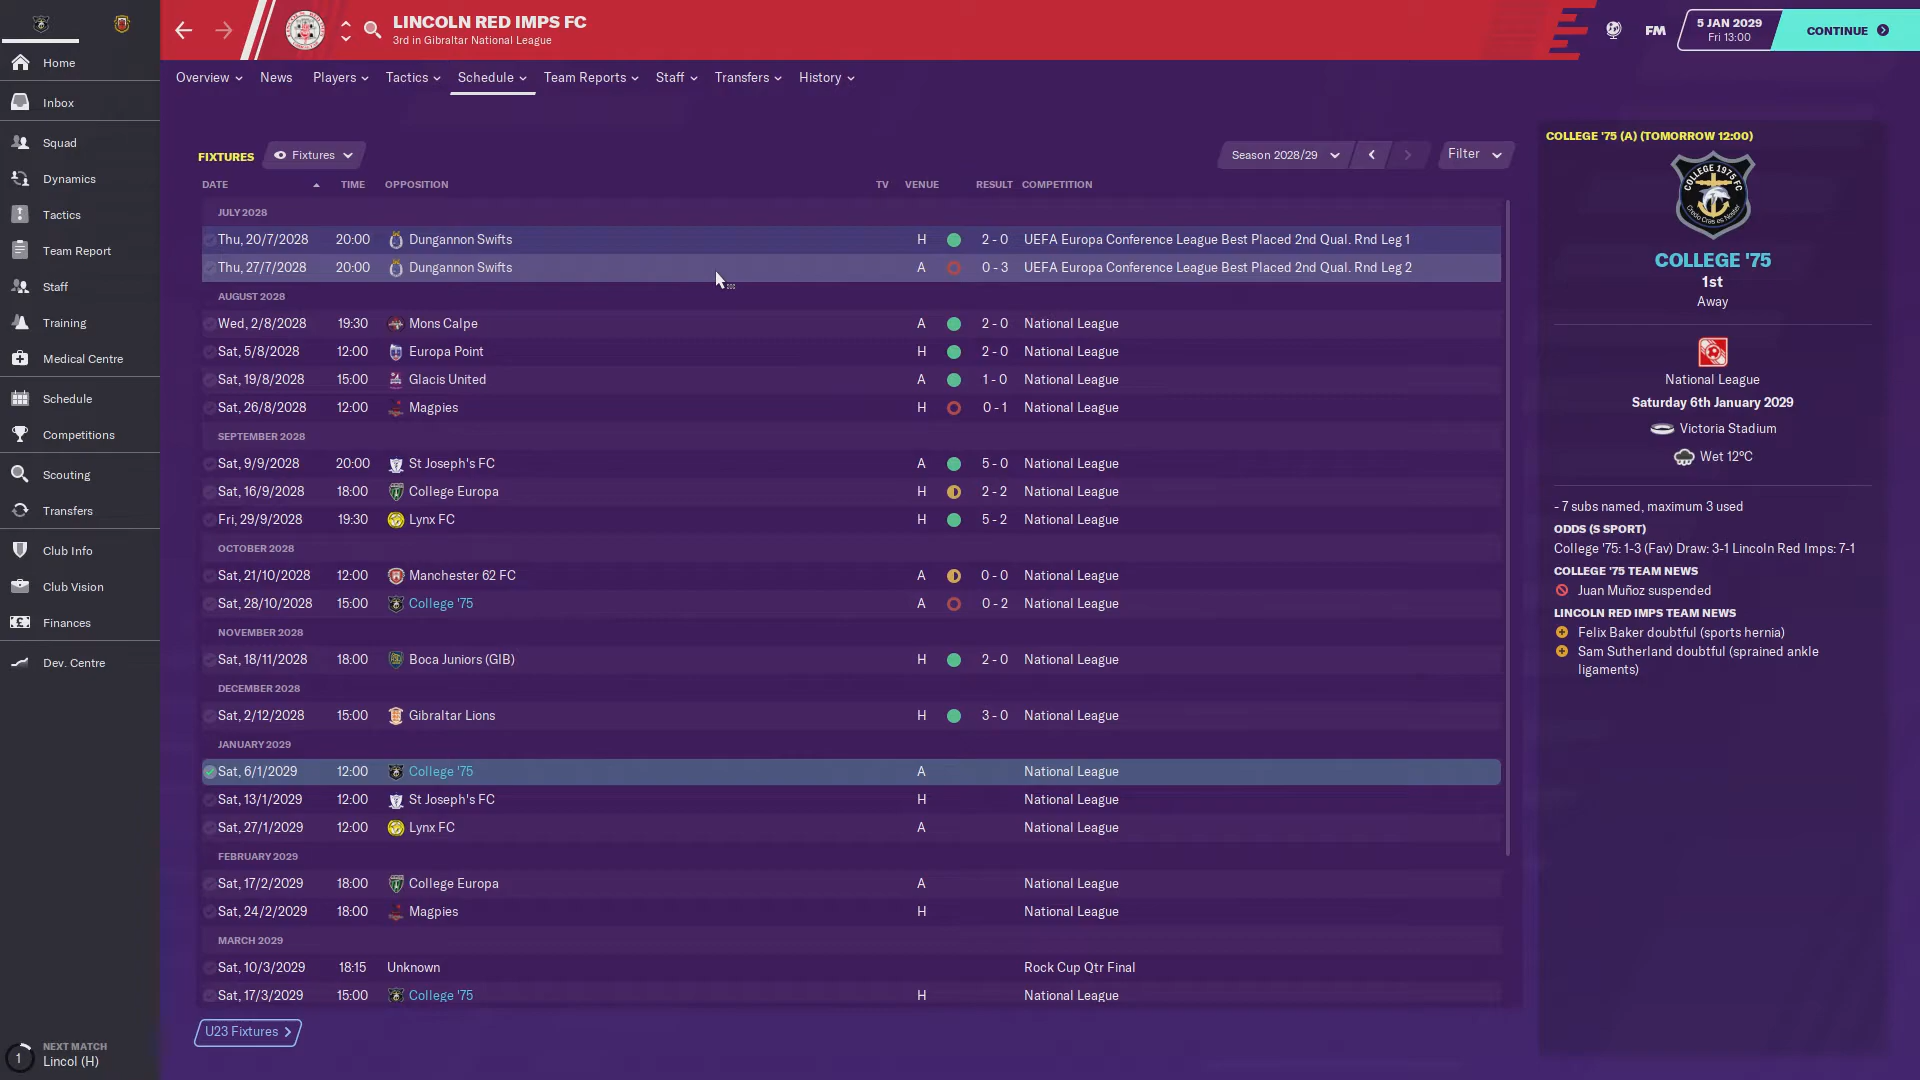 LINCOLN RED IMPS FC
3rd in Gibraltar National League
FM
5 JAN 2029
Fri 13:00
CONTINUE
Overview News Players Tactics Schedule Team Reports Staff Transfers History
Home
Inbox
Squad
Dynamics
Tactics
Team Report
Staff
Training
Medical Centre
Schedule
Competitions
Scouting
Transfers
Club Info
Club Vision
Finances
Dev. Centre
NEXT MATCH
1 Lincol (H)
FIXTURES Fixtures Season 2028/29 Filter
DATE TIME OPPOSITION TV VENUE RESULT COMPETITION
JULY 2028
Thu, 20/7/2028 20:00 Dungannon Swifts H 2 - 0 UEFA Europa Conference League Best Placed 2nd Qual. Rnd Leg 1
Thu, 27/7/2028 20:00 Dungannon Swifts A 0 - 3 UEFA Europa Conference League Best Placed 2nd Qual. Rnd Leg 2
AUGUST 2028
Wed, 2/8/2028 19:30 Mons Calpe A 2 - 0 National League
Sat, 5/8/2028 12:00 Europa Point H 2 - 0 National League
Sat, 19/8/2028 15:00 Glacis United A 1 - 0 National League
Sat, 26/8/2028 12:00 Magpies H 0 - 1 National League
SEPTEMBER 2028
Sat, 9/9/2028 20:00 St Joseph's FC A 5 - 0 National League
Sat, 16/9/2028 18:00 College Europa H 2 - 2 National League
Fri, 29/9/2028 19:30 Lynx FC H 5 - 2 National League
OCTOBER 2028
Sat, 21/10/2028 12:00 Manchester 62 FC A 0 - 0 National League
Sat, 28/10/2028 15:00 College '75 A 0 - 2 National League
NOVEMBER 2028
Sat, 18/11/2028 18:00 Boca Juniors (GIB) H 2 - 0 National League
DECEMBER 2028
Sat, 2/12/2028 15:00 Gibraltar Lions H 3 - 0 National League
JANUARY 2029
Sat, 6/1/2029 12:00 College '75 A National League
Sat, 13/1/2029 12:00 St Joseph's FC H National League
Sat, 27/1/2029 12:00 Lynx FC A National League
FEBRUARY 2029
Sat, 17/2/2029 18:00 College Europa A National League
Sat, 24/2/2029 18:00 Magpies H National League
MARCH 2029
Sat, 10/3/2029 18:15 Unknown Rock Cup Qtr Final
Sat, 17/3/2029 15:00 College '75 H National League
U23 Fixtures
COLLEGE '75 (A) (TOMORROW 12:00)
COLLEGE 1975 FC
COLLEGE '75
1st
Away
National League
Saturday 6th January 2029
Victoria Stadium
Wet 12ºC
- 7 subs named, maximum 3 used
ODDS (S SPORT)
College '75: 1-3 (Fav) Draw: 3-1 Lincoln Red Imps: 7-1
COLLEGE '75 TEAM NEWS
Juan Muñoz suspended
LINCOLN RED IMPS TEAM NEWS
Felix Baker doubtful (sports hernia)
Sam Sutherland doubtful (sprained ankle
ligaments)